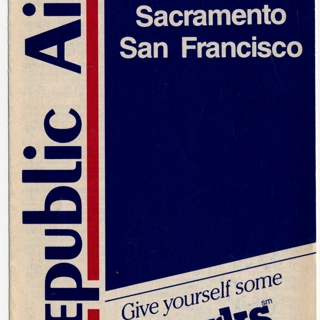 Sacramento
San Francisco
Republic Ai
Give yourself some